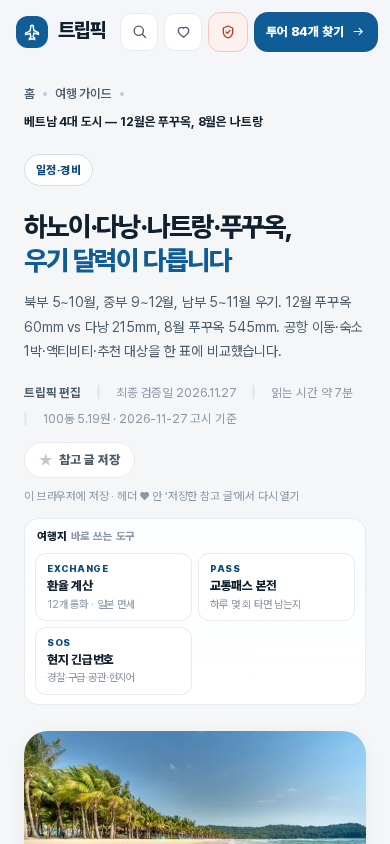 트립픽
투어 84개 찾기 →
홈 • 여행 가이드 •
베트남 4대 도시 — 12월은 푸꾸옥, 8월은 나트랑
일정·경비
하노이·다낭·나트랑·푸꾸옥,
우기 달력이 다릅니다
북부 5~10월, 중부 9~12월, 남부 5~11월 우기. 12월 푸꾸옥
60mm vs 다낭 215mm, 8월 푸꾸옥 545mm. 공항 이동·숙소
1박·액티비티·추천 대상을 한 표에 비교했습니다.
트립픽 편집 | 최종 검증일 2026.11.27 | 읽는 시간 약 7분
| 100동 5.19원 · 2026-11-27 고시 기준
★ 참고 글 저장
이 브라우저에 저장 · 헤더 ♥ 안 ‘저장한 참고 글’에서 다시 열기
여행지 바로 쓰는 도구
EXCHANGE
환율 계산
12개 통화 · 일본 면세
PASS
교통패스 본전
하루 몇 회 타면 남는지
SOS
현지 긴급번호
경찰·구급·공관·현지어